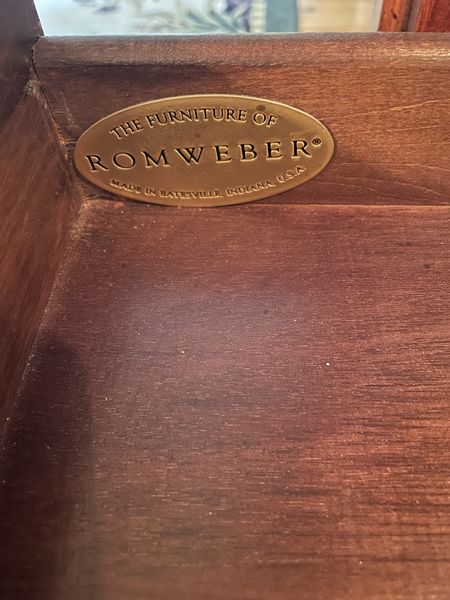 THE FURNITURE OF
ROMWEBER®
MADE IN BATESVILLE, INDIANA, U.S.A